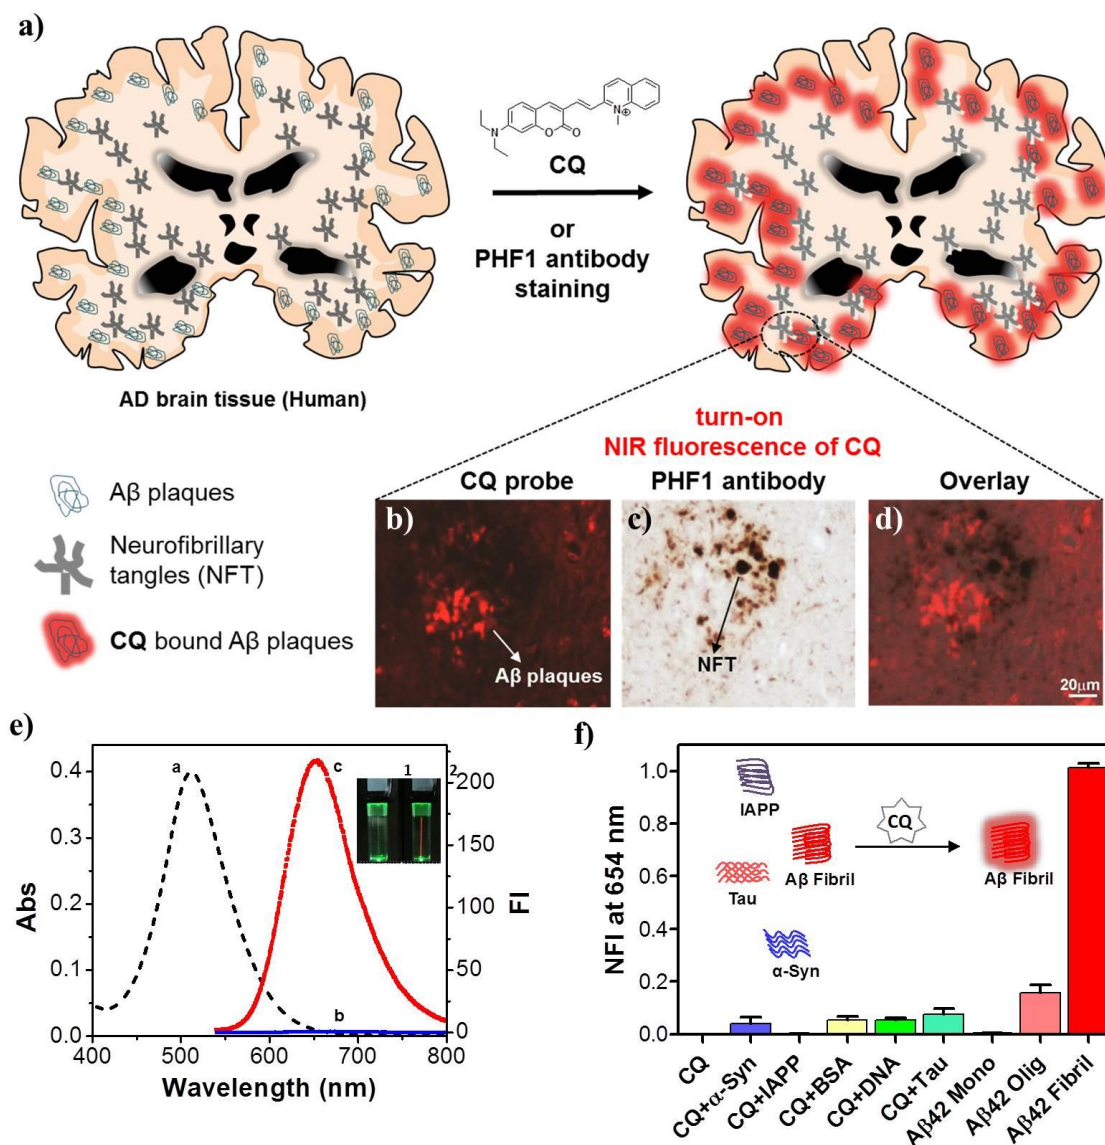 a)
N
O
O
N
⊕
CQ
or
PHF1 antibody
staining
AD brain tissue (Human)
Aβ plaques
Neurofibrillary
tangles (NFT)
CQ bound Aβ plaques
turn-on
NIR fluorescence of CQ
CQ probe
PHF1 antibody
Overlay
b)
c)
d)
Aβ plaques
NFT
20μm
e)
a
c
b
1
2
0.4
0.3
0.2
0.1
0.0
Abs
200
150
100
50
0
FI
400
500
600
700
800
Wavelength (nm)
f)
NFI at 654 nm
1.0
0.8
0.6
0.4
0.2
0.0
IAPP
CQ
Tau
Aβ Fibril
Aβ Fibril
α-Syn
CQ
CQ+α-Syn
CQ+IAPP
CQ+BSA
CQ+DNA
CQ+Tau
Aβ42 Mono
Aβ42 Olig
Aβ42 Fibril